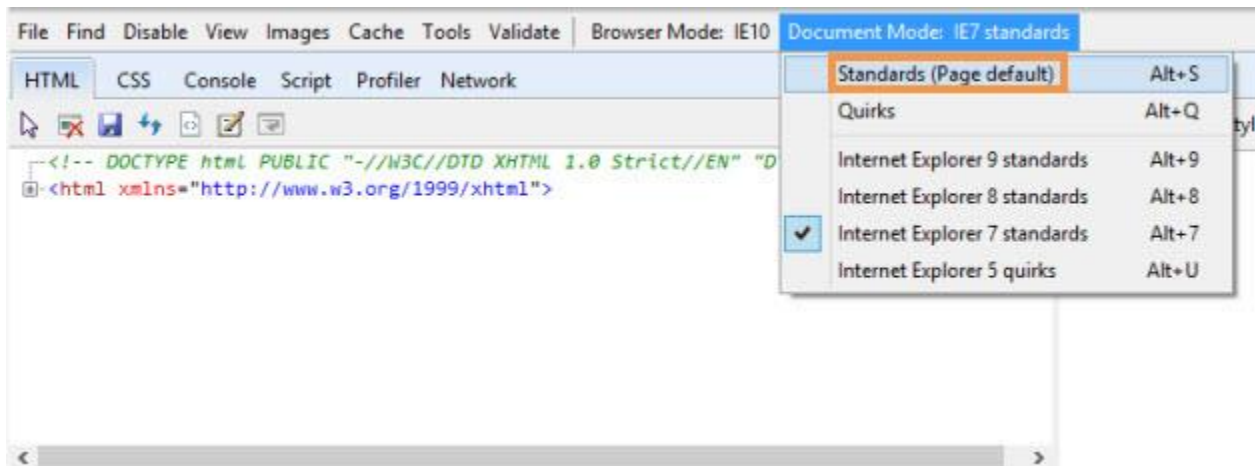 File Find Disable View Images Cache Tools Validate Browser Mode: IE10 Document Mode: IE7 standards
HTML CSS Console Script Profiler Network
Standards (Page default) Alt+S
Quirks Alt+Q
Internet Explorer 9 standards Alt+9
Internet Explorer 8 standards Alt+8
Internet Explorer 7 standards Alt+7
Internet Explorer 5 quirks Alt+U
<!-- DOCTYPE html PUBLIC "-//W3C//DTD XHTML 1.0 Strict//EN" "D
<html xmlns="http://www.w3.org/1999/xhtml">